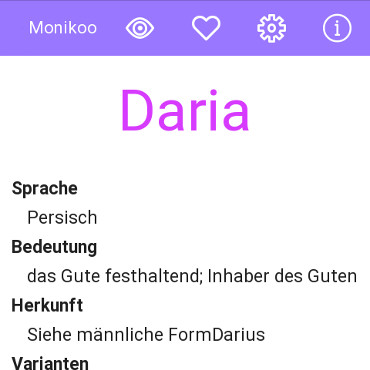 Monikoo
Daria
Sprache
Persisch
Bedeutung
das Gute festhaltend; Inhaber des Guten
Herkunft
Siehe männliche FormDarius
Varianten